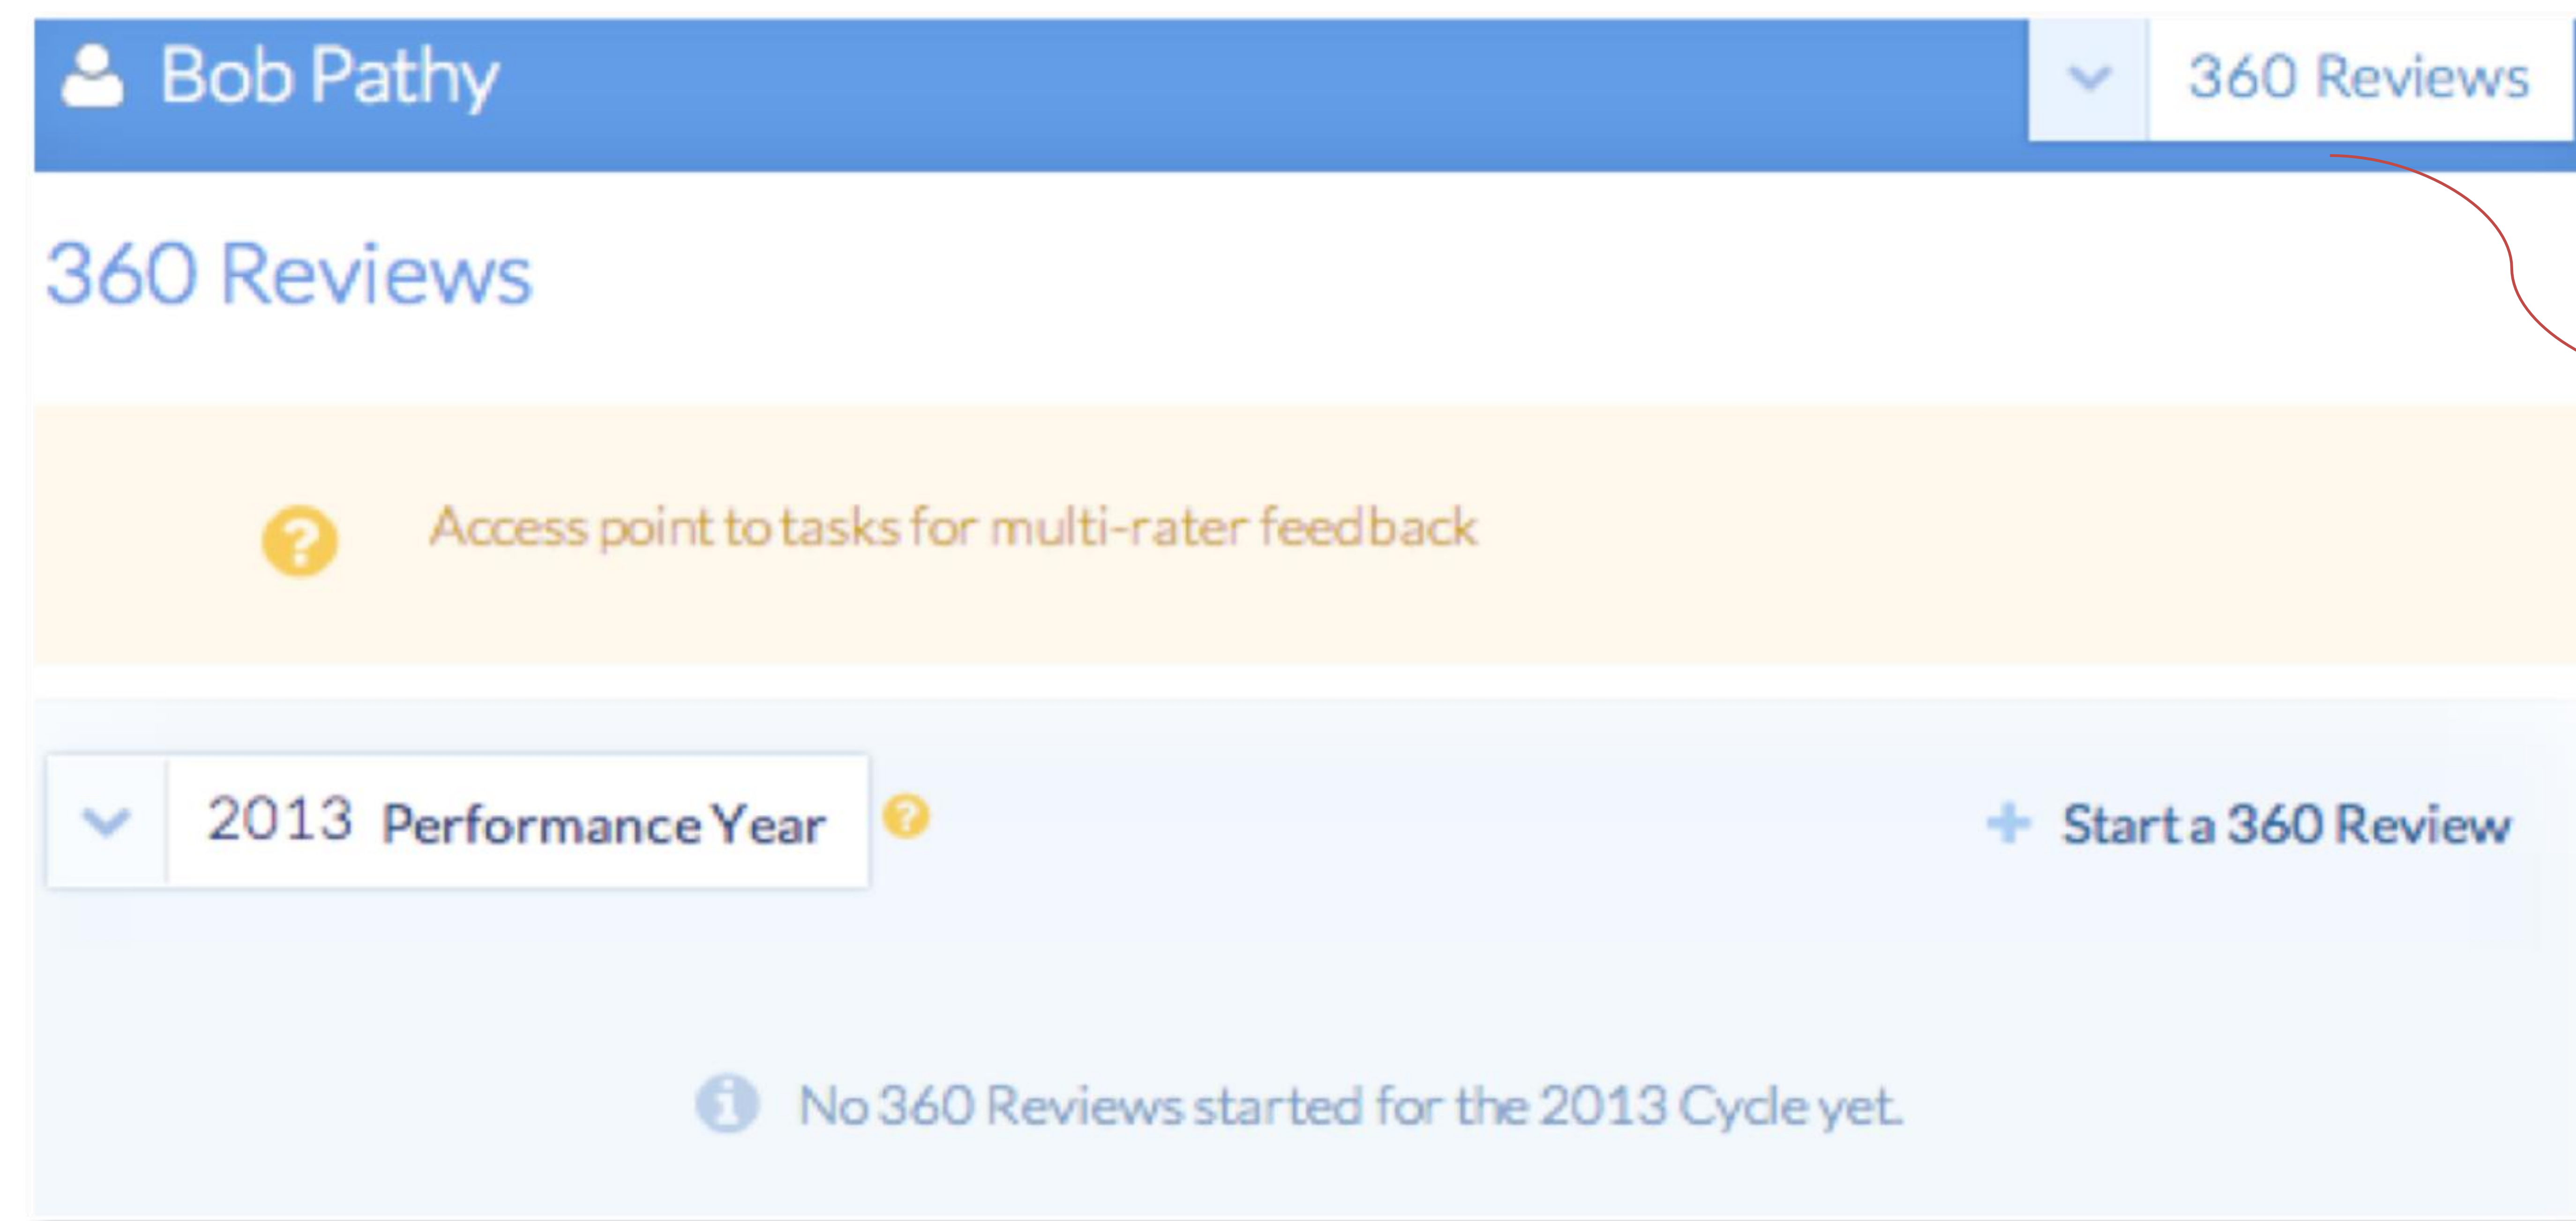 Bob Pathy
360 Reviews
360 Reviews
Access point to tasks for multi-rater feedback
2013 Performance Year
Start a 360 Review
No 360 Reviews started for the 2013 Cycle yet.